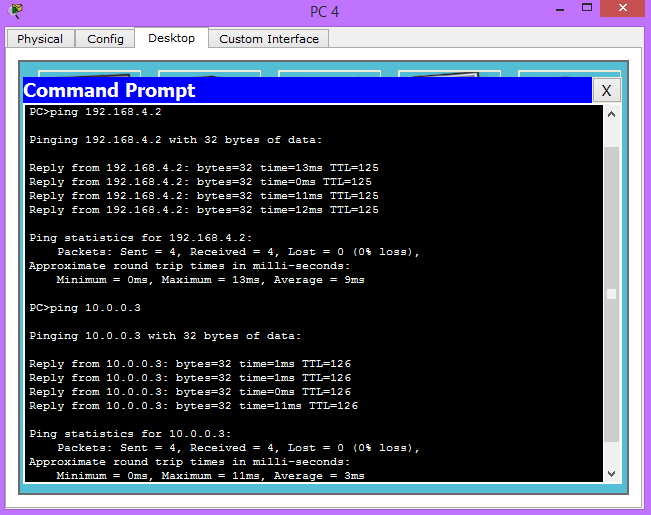 PC 4
Physical
Config
Desktop
Custom Interface
Command Prompt
X
PC>ping 192.168.4.2
Pinging 192.168.4.2 with 32 bytes of data:
Reply from 192.168.4.2: bytes=32 time=13ms TTL=125
Reply from 192.168.4.2: bytes=32 time=0ms TTL=125
Reply from 192.168.4.2: bytes=32 time=11ms TTL=125
Reply from 192.168.4.2: bytes=32 time=12ms TTL=125
Ping statistics for 192.168.4.2:
Packets: Sent = 4, Received = 4, Lost = 0 (0% loss),
Approximate round trip times in milli-seconds:
Minimum = 0ms, Maximum = 13ms, Average = 9ms
PC>ping 10.0.0.3
Pinging 10.0.0.3 with 32 bytes of data:
Reply from 10.0.0.3: bytes=32 time=1ms TTL=126
Reply from 10.0.0.3: bytes=32 time=1ms TTL=126
Reply from 10.0.0.3: bytes=32 time=0ms TTL=126
Reply from 10.0.0.3: bytes=32 time=11ms TTL=126
Ping statistics for 10.0.0.3:
Packets: Sent = 4, Received = 4, Lost = 0 (0% loss),
Approximate round trip times in milli-seconds:
Minimum = 0ms, Maximum = 11ms, Average = 3ms